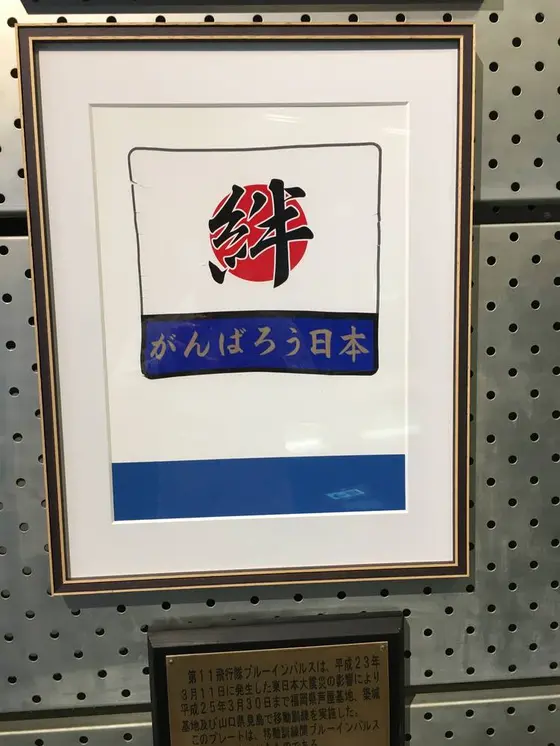 絆
がんばろう日本
第11飛行隊ブルーインパルスは、平成23年
3月11日に発生した東日本大震災の影響により
平成25年3月30日まで福岡県芦屋基地、築城
基地及び山口県見島で移動訓練を実施した。
このプレートは、移動訓練間ブルーインパルス